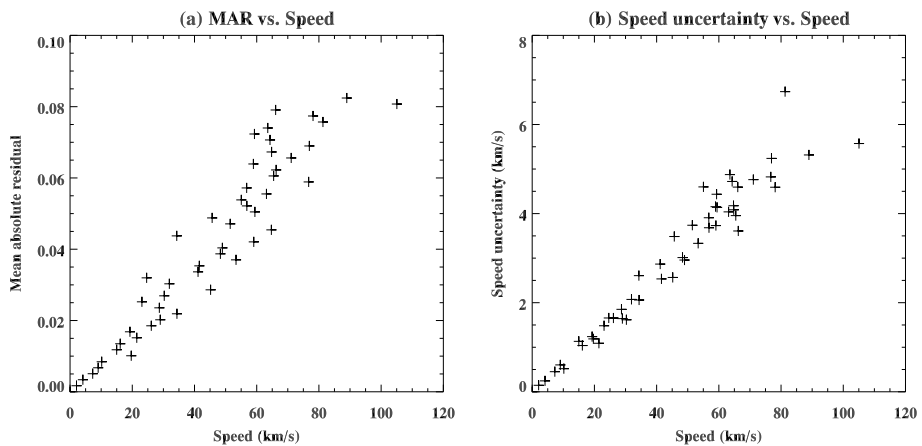 (a) MAR vs. Speed
0.10
0.08
0.06
0.04
0.02
0.00
Mean absolute residual
0 20 40 60 80 100 120
Speed (km/s)
(b) Speed uncertainty vs. Speed
8
6
4
2
0
Speed uncertainty (km/s)
0 20 40 60 80 100 120
Speed (km/s)